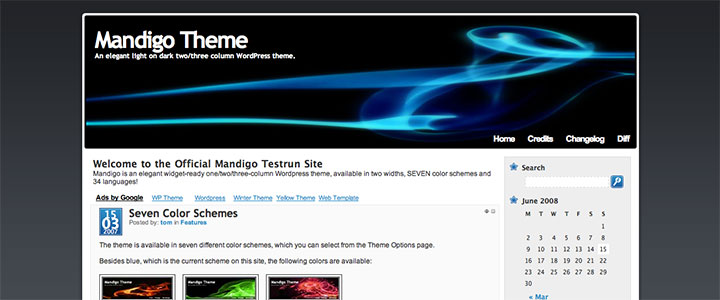 Mandigo Theme
An elegant light on dark two/three column WordPress theme.
Home Credits Changelog Diff
Welcome to the Official Mandigo Testrun Site
Mandigo is an elegant widget-ready one/two/three-column Wordpress theme, available in two widths, SEVEN color schemes and
34 languages!
Ads by Google WP Theme Wordpress Winter Theme Yellow Theme Web Template
15
03
2007
Seven Color Schemes
Posted by: tom in Features
The theme is available in seven different color schemes, which you can select from the Theme Options page.
Besides blue, which is the current scheme on this site, the following colors are available:
Mandigo Theme Mandigo Theme Mandigo Theme
Search
June 2008
M T W T F S S
1
2 3 4 5 6 7 8
9 10 11 12 13 14 15
16 17 18 19 20 21 22
23 24 25 26 27 28 29
30
« Mar